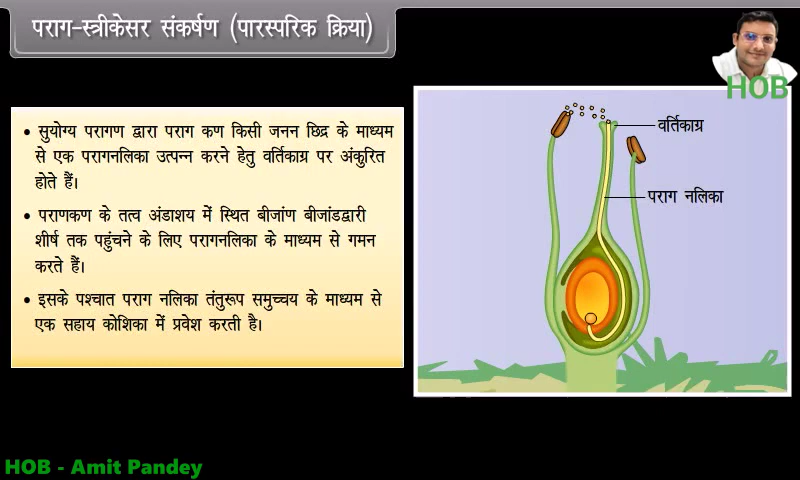 पराग-स्त्रीकेसर संकर्षण (पारस्परिक क्रिया)
HOB
• सुयोग्य परागण द्वारा पराग कण किसी जनन छिद्र के माध्यम
से एक परागनलिका उत्पन्न करने हेतु वर्तिकाग्र पर अंकुरित
होते हैं।
• पराणकण के तत्व अंडाशय में स्थित बीजांण बीजांडद्वारी
शीर्ष तक पहुंचने के लिए परागनलिका के माध्यम से गमन
करते हैं।
• इसके पश्चात पराग नलिका तंतुरूप समुच्चय के माध्यम से
एक सहाय कोशिका में प्रवेश करती है।
वर्तिकाग्र
पराग नलिका
HOB - Amit Pandey